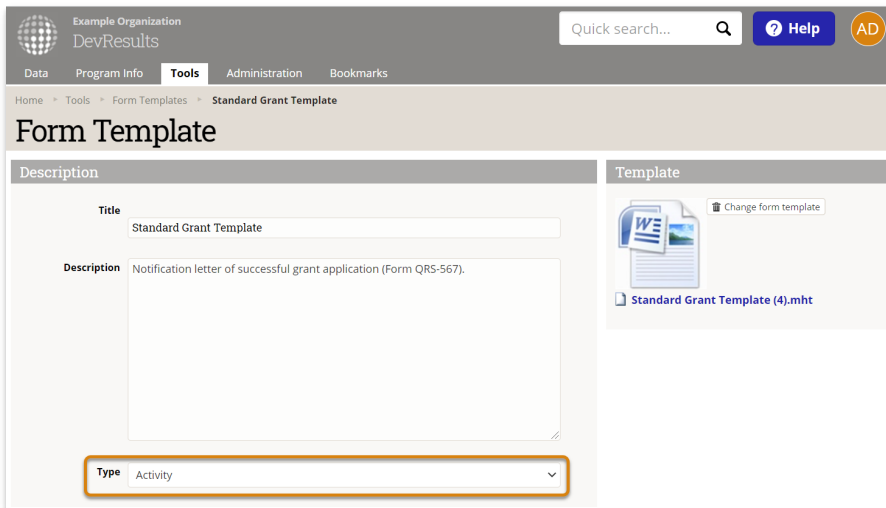 Example Organization
DevResults
Quick search...
? Help
AD
Data Program Info Tools Administration Bookmarks
Home Tools Form Templates Standard Grant Template
Form Template
Description
Title
Standard Grant Template
Description
Notification letter of successful grant application (Form QRS-567).
Type
Activity
Template
W
Change form template
Standard Grant Template (4).mht